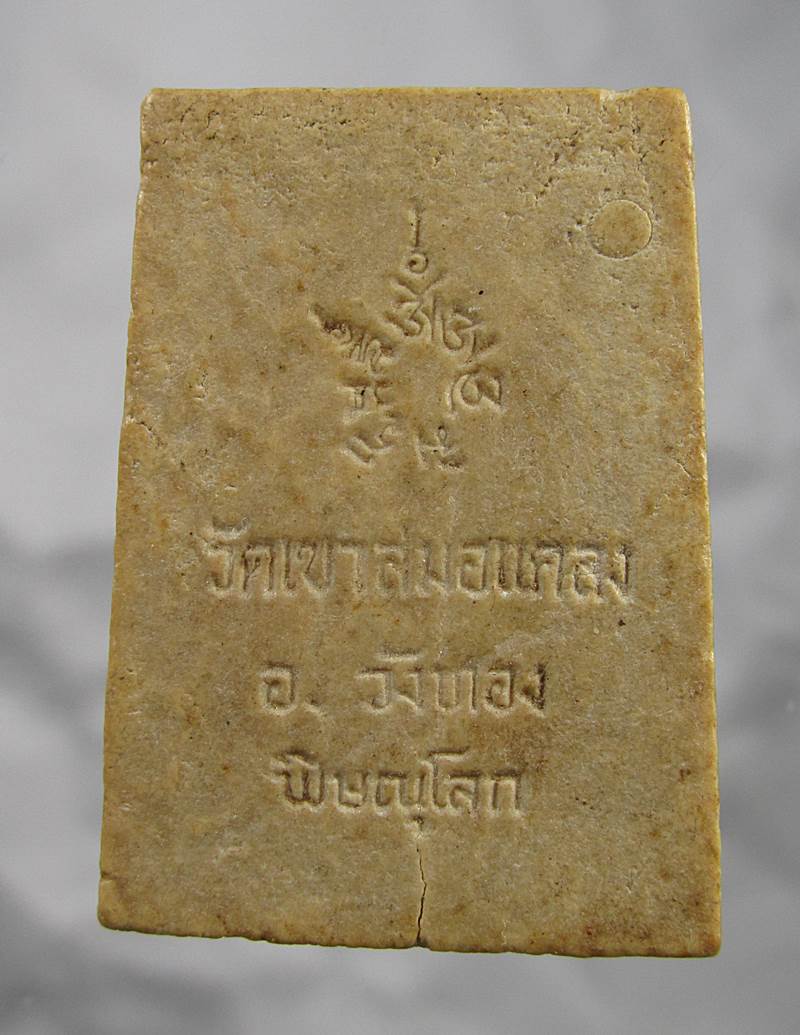 วัดเขาสมอแคลง
อ. วังทอง
พิษณุโลก